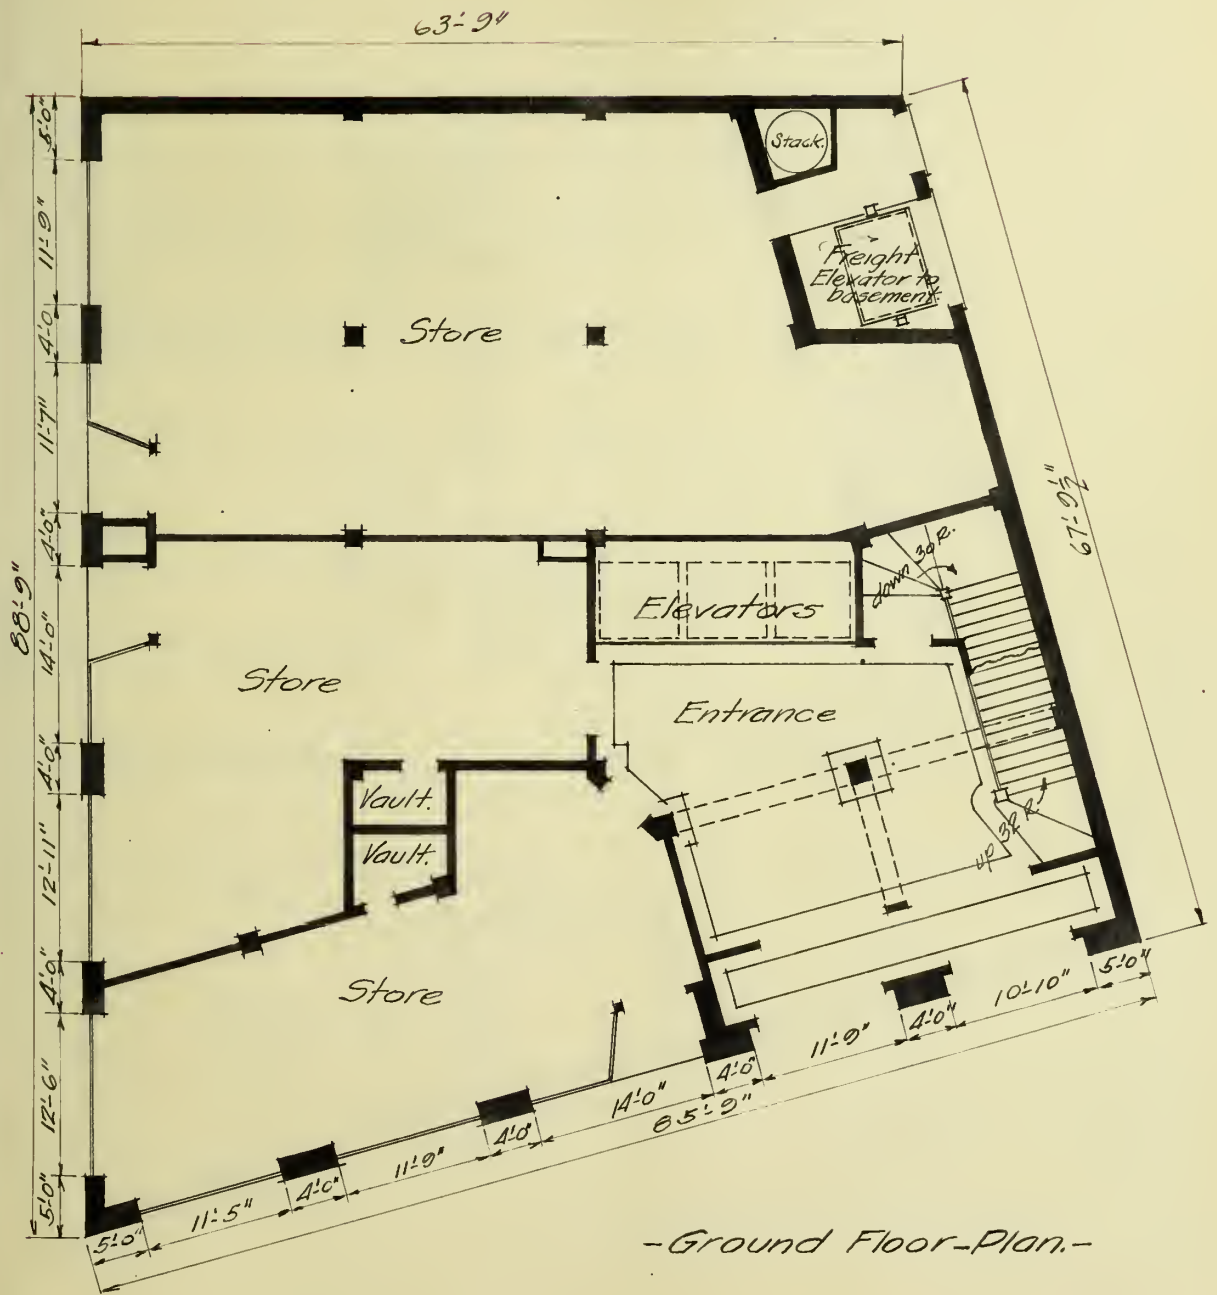 63'-9"
5'-0"
11'-9"
4'-0
11'-7"
4'-0"
14'-0"
4'-0"
12'-11"
4'-0"
12'-6"
5'-0"
88'-9"
Stack.
Freight
Elevator to
basement.
Store
67'-9½"
down 30 R.
Elevators
Store
Entrance
Vault.
Vault.
up 32 R.
Store
5'-0"
11'-5"
4'-0"
11'-9"
4'-0"
14'-0"
4'-0"
11'-9"
4'-0"
10'-10"
5'-0"
85'-9"
-Ground Floor-Plan.-